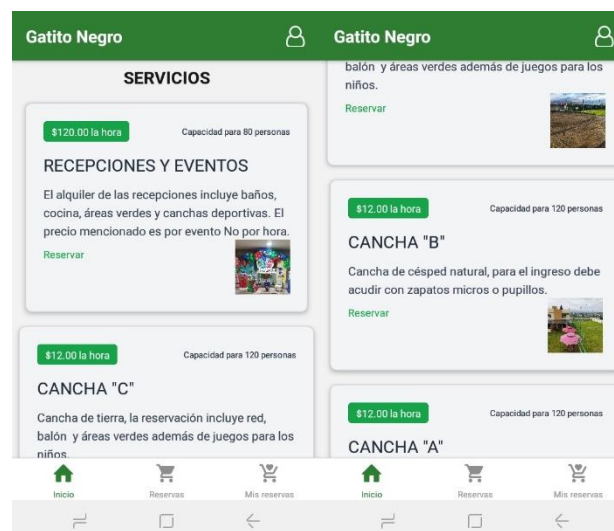 Gatito Negro
SERVICIOS
$120.00 la hora
Capacidad para 80 personas
RECEPCIONES Y EVENTOS
El alquiler de las recepciones incluye baños,
cocina, áreas verdes y canchas deportivas. El
precio mencionado es por evento No por hora.
Reservar
$12.00 la hora
Capacidad para 120 personas
CANCHA "C"
Cancha de tierra, la reservación incluye red,
balón y áreas verdes además de juegos para los
niños.
Inicio
Reservas
Mis reservas
Gatito Negro
balón y áreas verdes además de juegos para los
niños.
Reservar
$12.00 la hora
Capacidad para 120 personas
CANCHA "B"
Cancha de césped natural, para el ingreso debe
acudir con zapatos micros o pupillos.
Reservar
$12.00 la hora
Capacidad para 120 personas
CANCHA "A"
Inicio
Reservas
Mis reservas